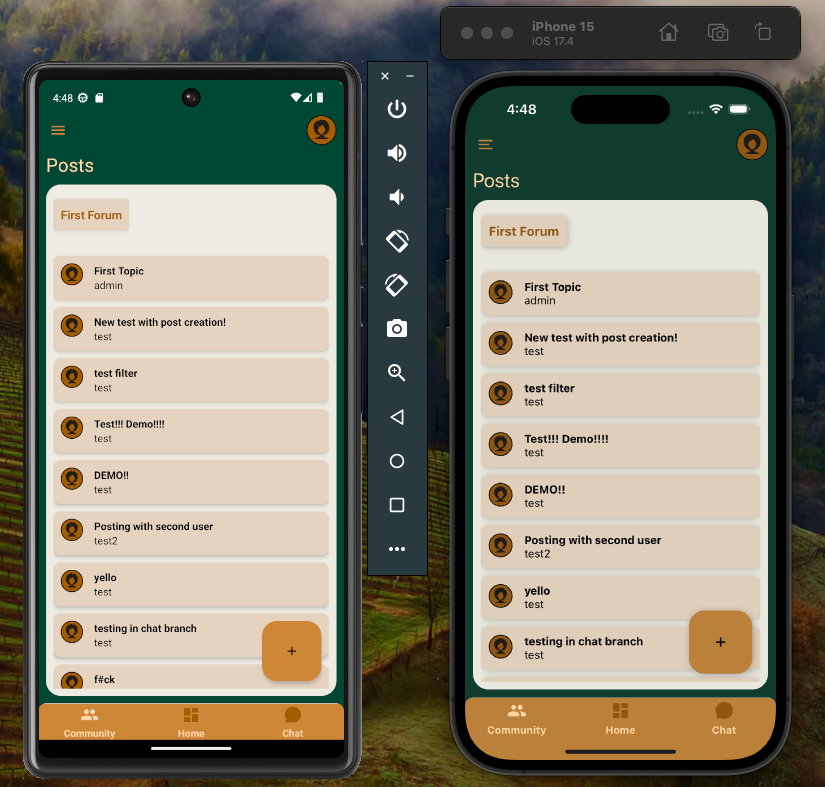 iPhone 15
iOS 17.4
4:48
Posts
First Forum
First Topic
admin
New test with post creation!
test
test filter
test
Test!!! Demo!!!!
test
DEMO!!
test
Posting with second user
test2
yello
test
testing in chat branch
test
f#ck
+
Community
Home
Chat
4:48
Posts
First Forum
First Topic
admin
New test with post creation!
test
test filter
test
Test!!! Demo!!!!
test
DEMO!!
test
Posting with second user
test2
yello
test
testing in chat branch
test
+
Community
Home
Chat